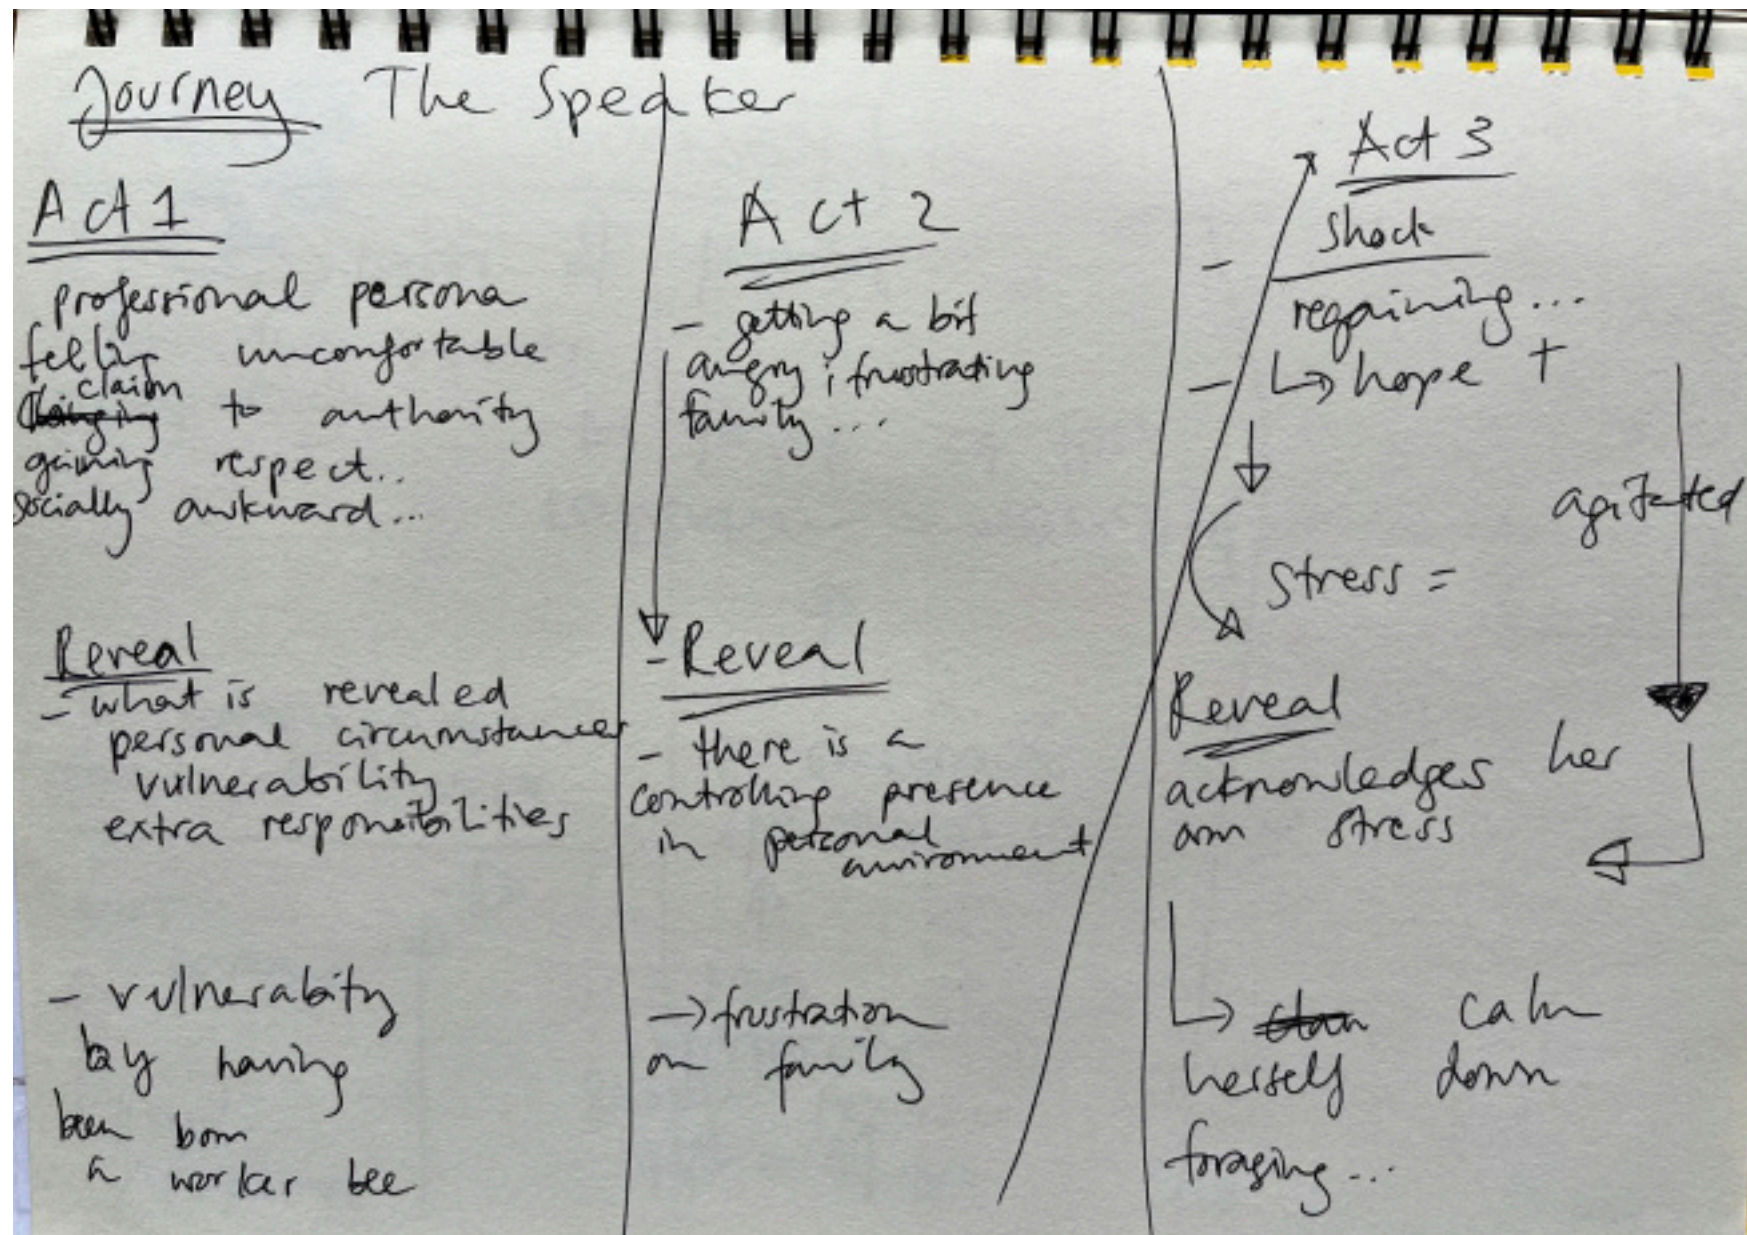 Journey The Speaker
Act 1
professional persona
felling uncomfortable
claim
to authority
gaining respect..
socially awkward...
Reveal
- what is revealed
personal circumstances
vulnerability
extra responsibilities
- vulnerability
by having
been born
a worker bee
Act 2
- getting a bit
angry i frustrating
family...
- Reveal
- there is a
controlling presence
in personal
environment
→ frustration
on family
Act 3
- shock
regaining...
- ↳ hope +
agitated
stress =
Reveal
acknowledges her
own stress
↳ calm
herself down
foraging...